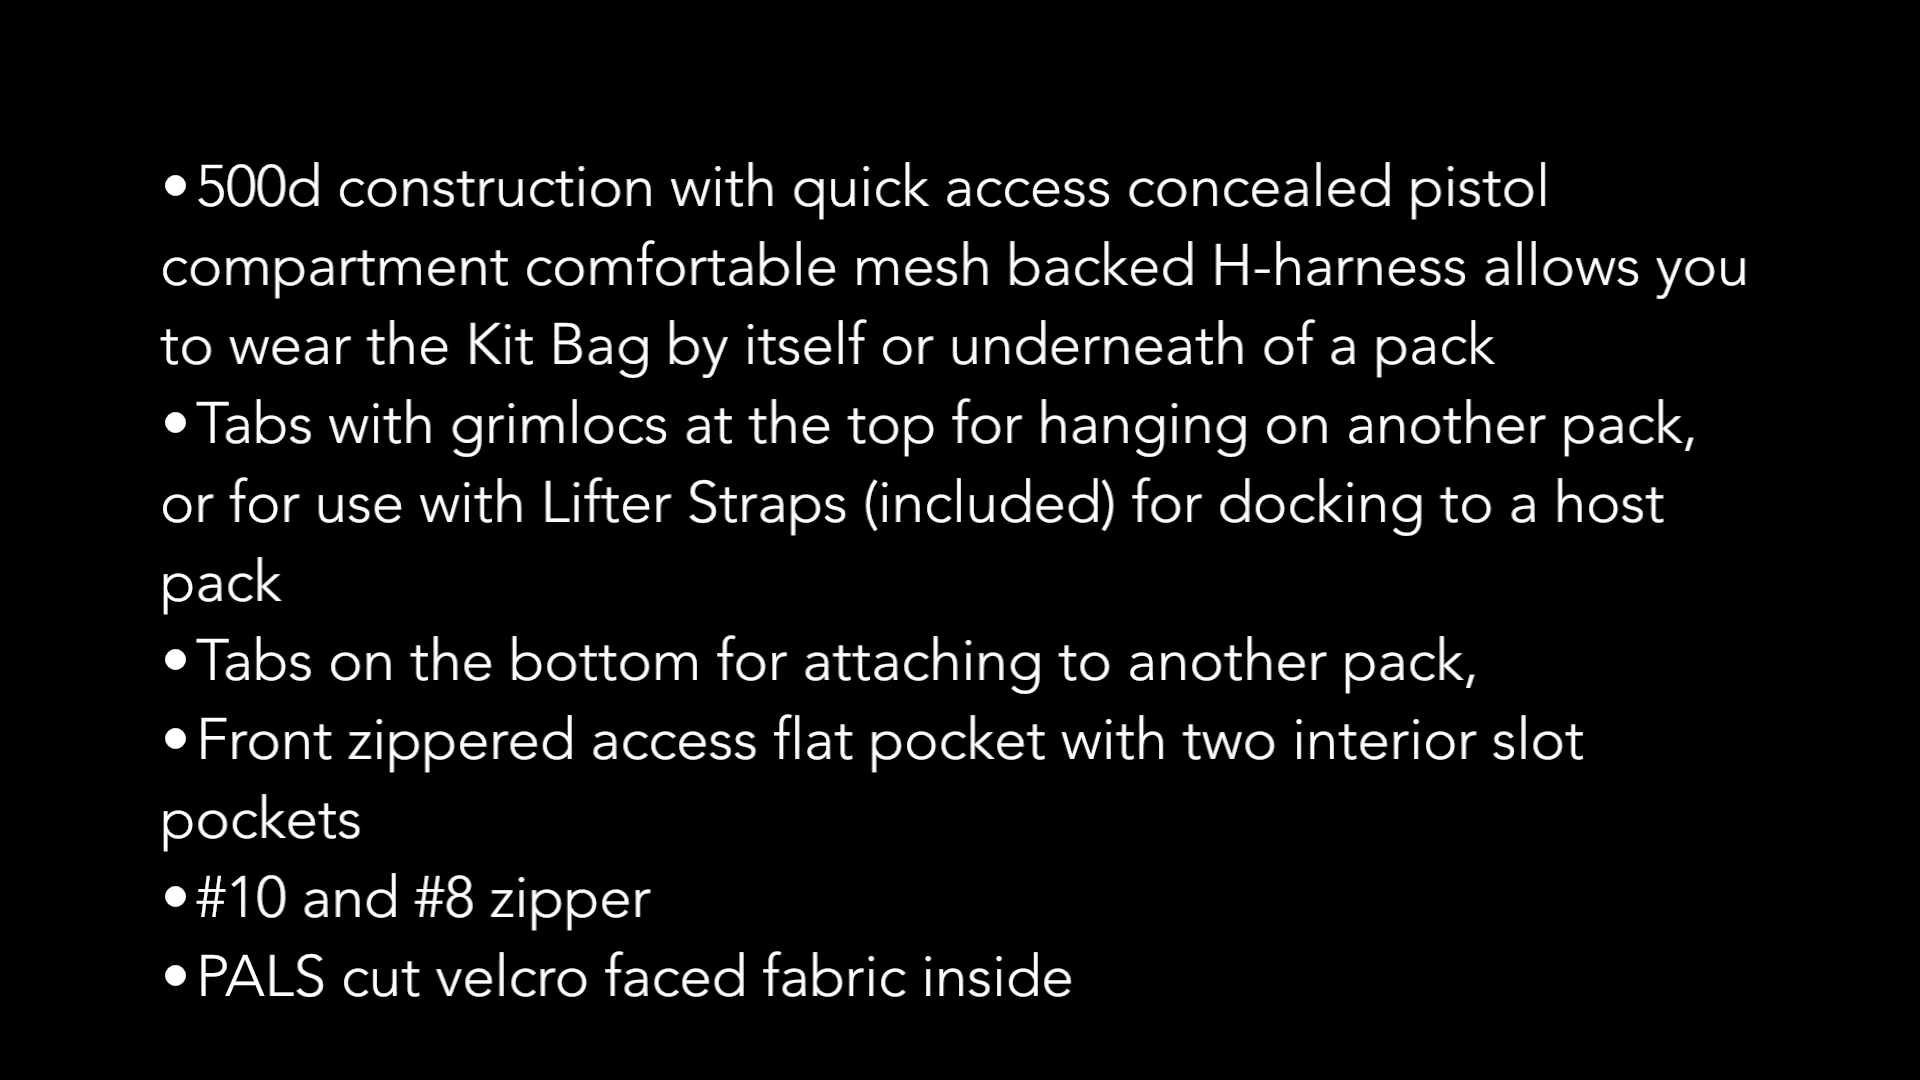 •500d construction with quick access concealed pistol
compartment comfortable mesh backed H-harness allows you
to wear the Kit Bag by itself or underneath of a pack
•Tabs with grimlocs at the top for hanging on another pack,
or for use with Lifter Straps (included) for docking to a host
pack
•Tabs on the bottom for attaching to another pack,
•Front zippered access flat pocket with two interior slot
pockets
•#10 and #8 zipper
•PALS cut velcro faced fabric inside